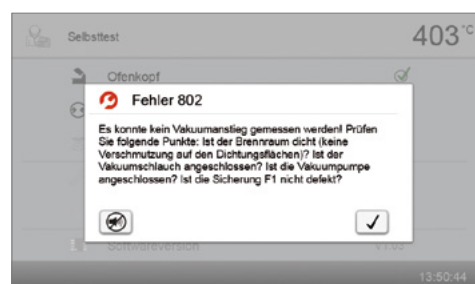 Selbsttest
403°C
Ofenkopf
Fehler 802
Es konnte kein Vakuumanstieg gemessen werden! Prüfen
Sie folgende Punkte: Ist der Brennraum dicht (keine
Verschmutzung auf den Dichtungsflächen)? Ist der
Vakuumschlauch angeschlossen? Ist die Vakuumpumpe
angeschlossen? Ist die Sicherung F1 nicht defekt?
Softwareversion
13:50:44